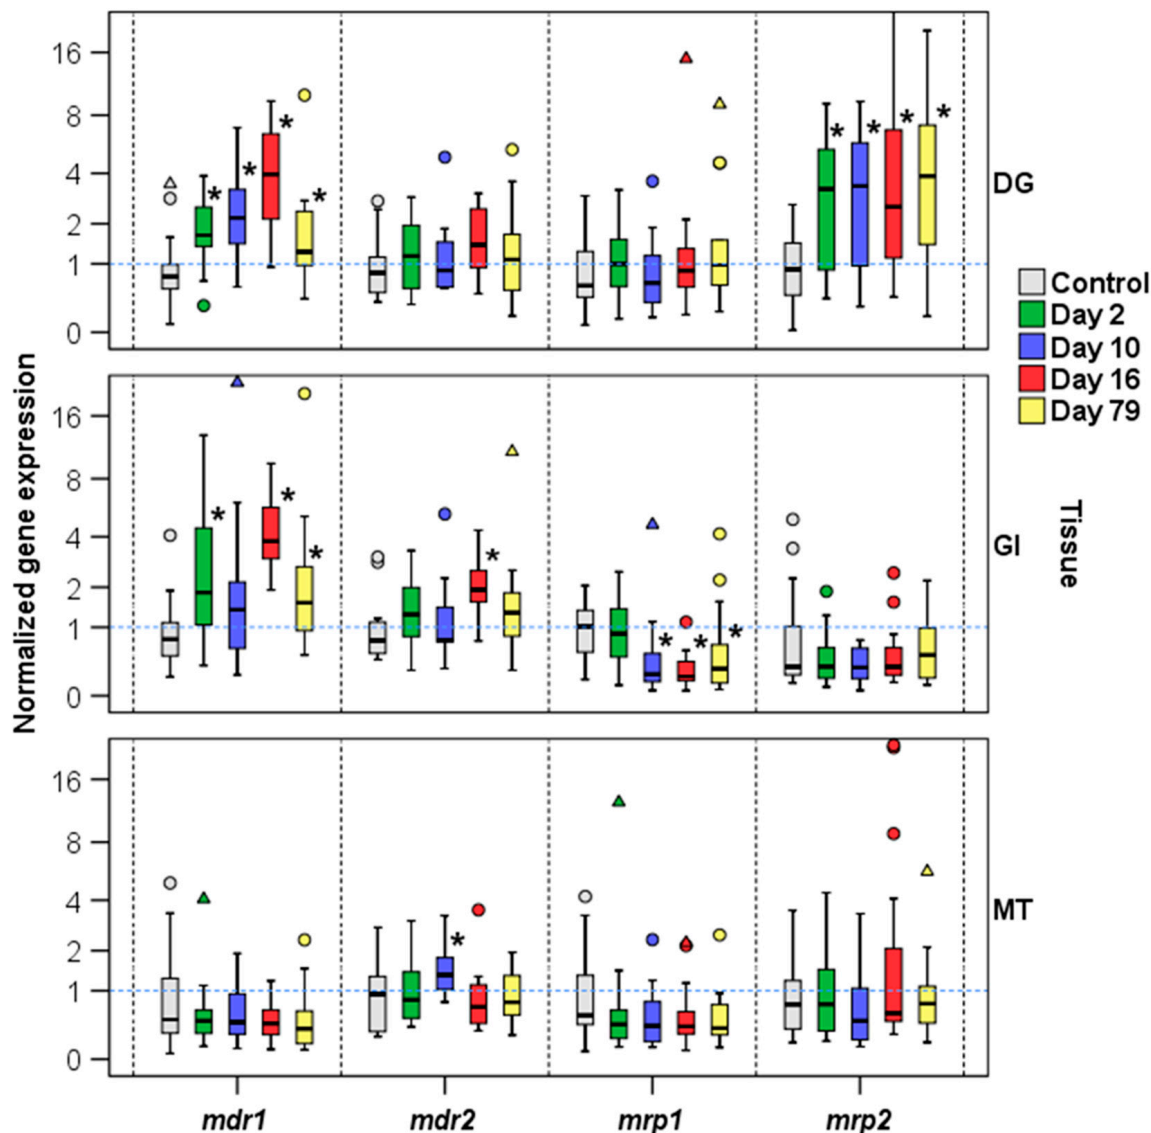 Normalized gene expression
16
8
4
2
1
0
*
*
*
*
*
*
*
*
DG
Control
Day 2
Day 10
Day 16
Day 79
16
8
4
2
1
0
*
*
*
*
*
*
*
GI
Tissue
16
8
4
2
1
0
*
MT
mdr1
mdr2
mrp1
mrp2